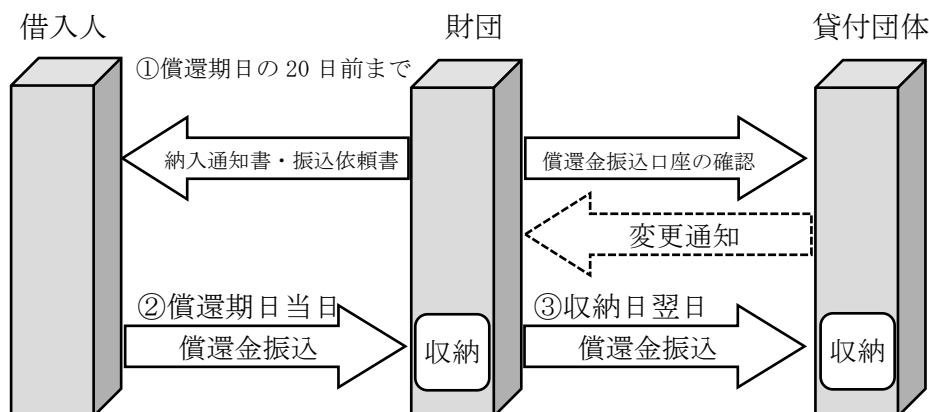 借入人
財団
貸付団体
①償還期日の 20 日前まで
納入通知書・振込依頼書
償還金振込口座の確認
変更通知
②償還期日当日
③収納日翌日
償還金振込
収納
償還金振込
収納